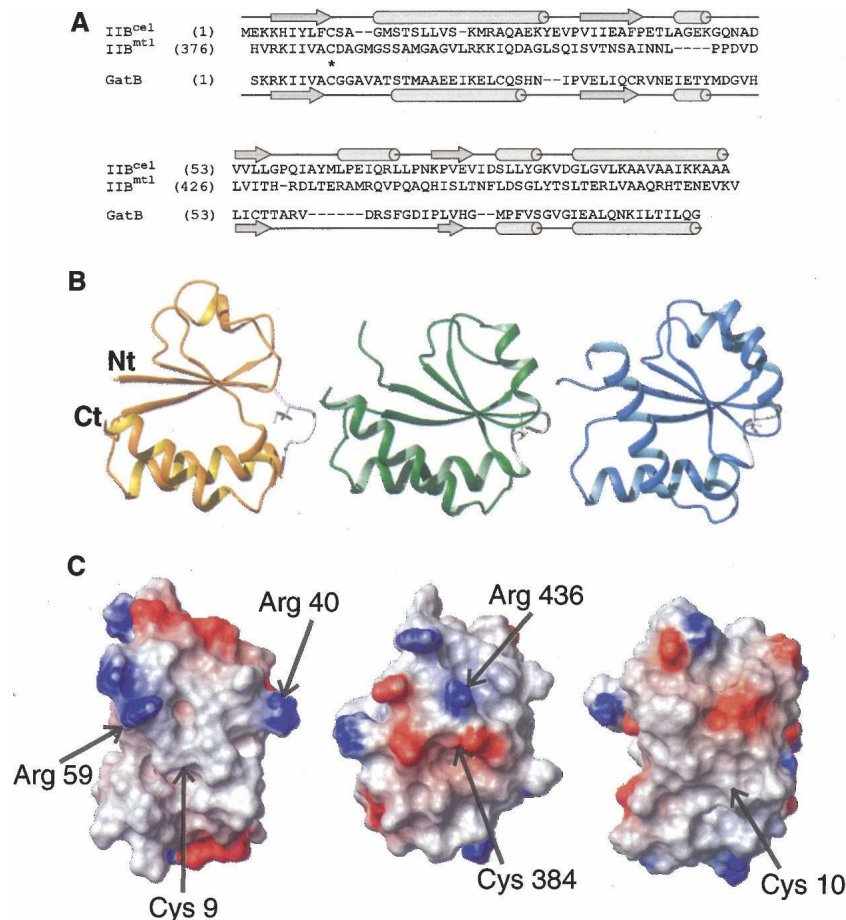 A
IIBcel (1) MEKKHIYLFCSA--GMSTSLLVS-KMRAQAEKYEVPVIIEAFPETLAGEKGQNAD
IIBmtl (376) HVRKIIVACDAGMGSSAMGAGVLRKKIQDAGLSQISVTNSAINNL----PPDVD
*
GatB (1) SKRKIIVACGGAVATSTMAAEEIKELCQSHN--IPVELIQCRVNEIETYMDGVH
IIBcel (53) VVLLGPQIAYMLPEIQRLLPNKPVEVIDSLLYGKVDGLGVLKAAVAAIKKAAA
IIBmtl (426) LVITH-RDLTERAMRQVPQAQHISLTNFLDSGLYTSLTERLVAAQRHTENEVKV
GatB (53) LICTTARV------DRSFGDIPLVHG--MPFVSGVGIEALQNKILTILQG
B
Nt
Ct
C
Arg 40
Arg 436
Arg 59
Cys 9
Cys 384
Cys 10